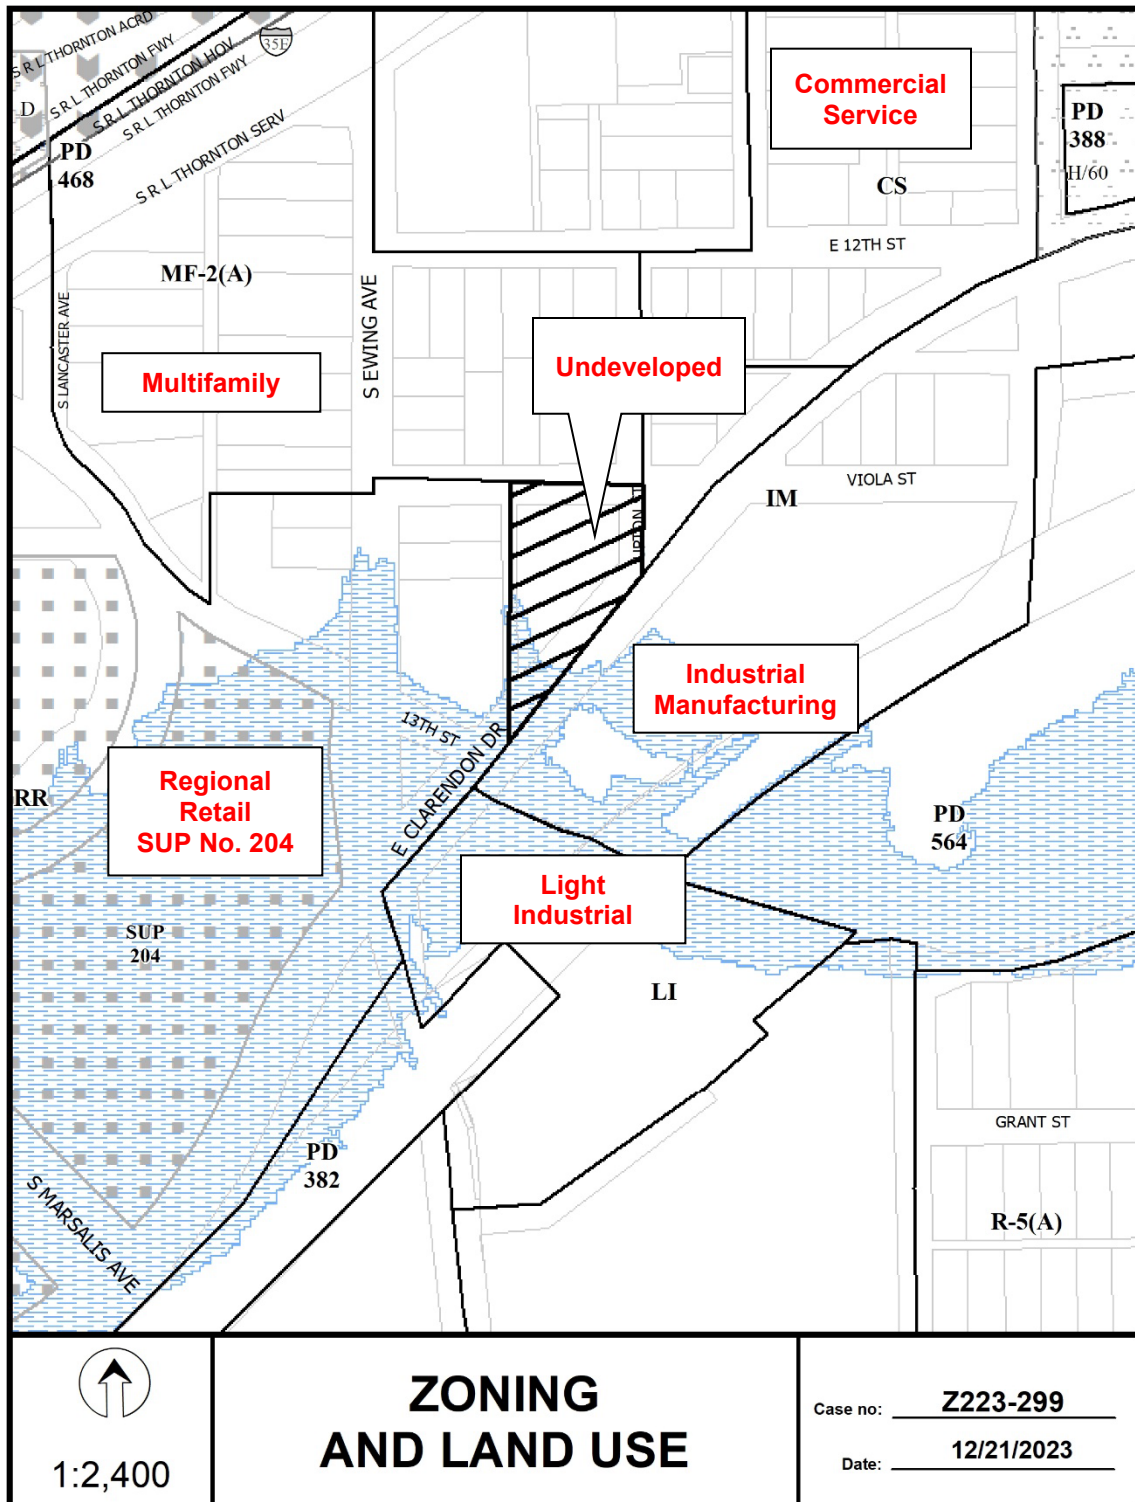 S R L THORNTON ACRD
S R L THORNTON FWY
S R L THORNTON HOV
S R L THORNTON FWY
35E
D
PD
468
S R L THORNTON SERV
Commercial
Service
PD
388
H/60
CS
E 12TH ST
MF-2(A)
S LANCASTER AVE
S EWING AVE
Multifamily
Undeveloped
VIOLA ST
IM
UPTON ST
Industrial
Manufacturing
13TH ST
E CLARENDON DR
Regional
Retail
SUP No. 204
RR
PD
564
Light
Industrial
SUP
204
LI
GRANT ST
PD
382
S MARSALIS AVE
R-5(A)
1:2,400
ZONING
AND LAND USE
Case no: Z223-299
Date: 12/21/2023